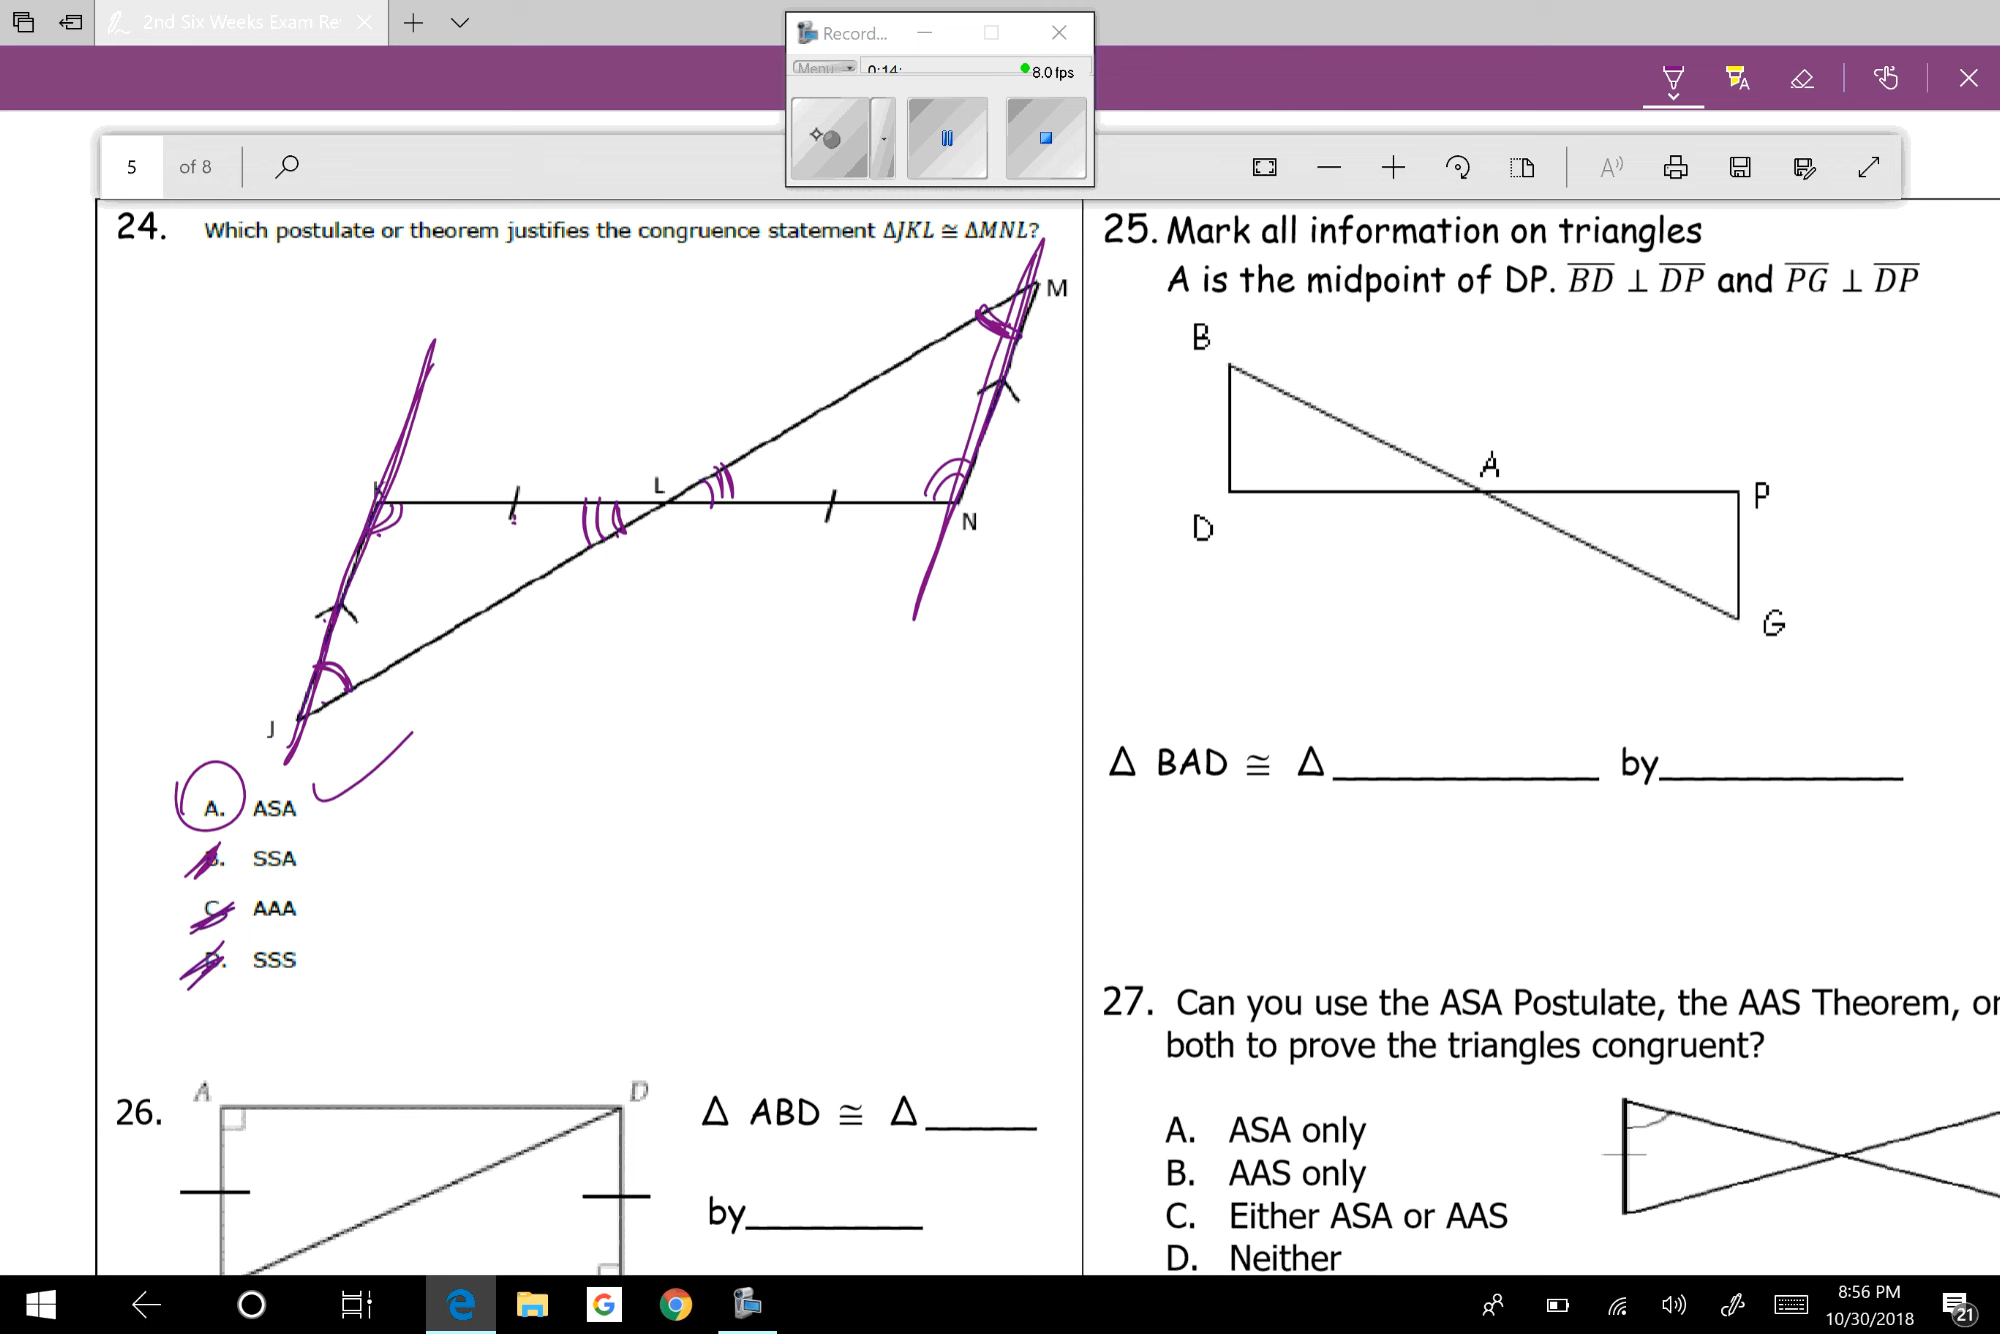 2nd Six Weeks Exam Re
Record...
Menu
0:14:
8.0 fps
5 of 8
24. Which postulate or theorem justifies the congruence statement ΔJKL ≅ ΔMNL?
M
K
L
N
J
A. ASA
B. SSA
C. AAA
D. SSS
25. Mark all information on triangles
A is the midpoint of DP. BD ⊥ DP and PG ⊥ DP
B
A
P
D
G
Δ BAD ≅ Δ______________ by______________
26.
A
D
Δ ABD ≅ Δ______
by__________
27. Can you use the ASA Postulate, the AAS Theorem, or
both to prove the triangles congruent?
A. ASA only
B. AAS only
C. Either ASA or AAS
D. Neither
8:56 PM
10/30/2018
21